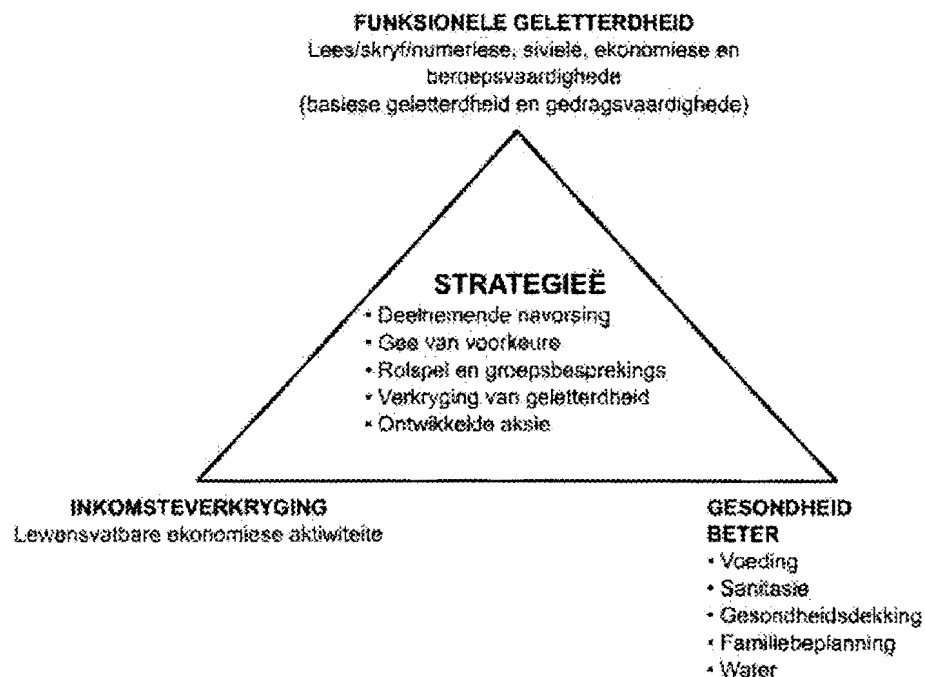 FUNKSIONELE GELETTERDHEID
Lees/skryf/numeriese, siviele, ekonomiese en
beroepsvaardighede
(basiese geletterdheid en gedragsvaardighede)
STRATEGIEË
• Deelnemende navorsing
• Gee van voorkeure
• Rolspel en groepsbesprekings
• Verkryging van geletterdheid
• Ontwikkelde aksie
INKOMSTEVERKRYGING
Lewensvatbare ekonomiese aktiwiteite
GESONDHEID
BETER
• Voeding
• Sanitasie
• Gesondheidsdekking
• Familiebeplanning
• Water